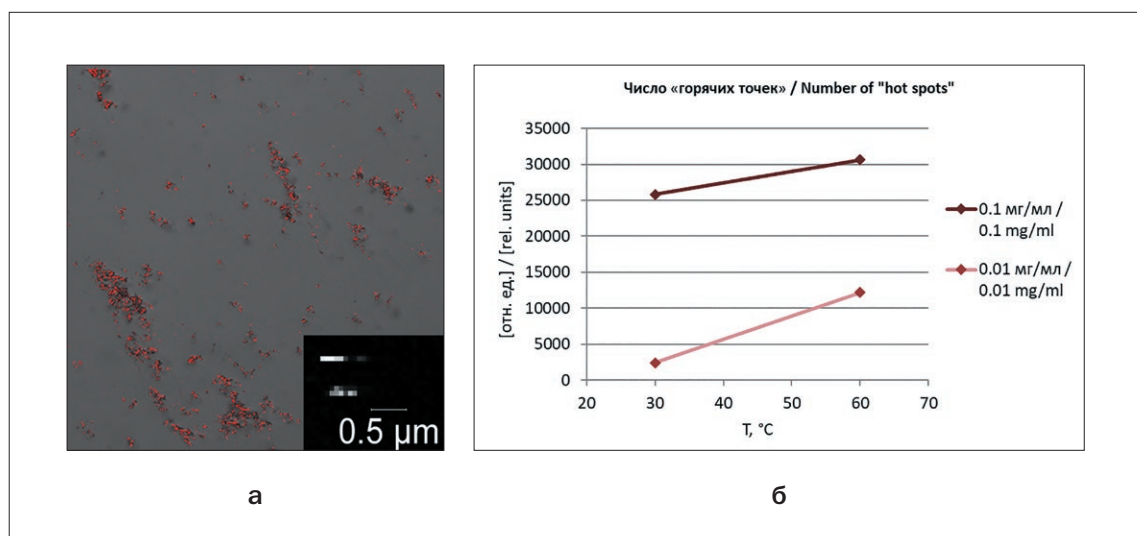 0.5 µm
а
Число «горячих точек» / Number of "hot spots"
[отн. ед.] / [rel. units]
35000
30000
25000
20000
15000
10000
5000
0
20
30
40
50
60
70
T, °C
0.1 мг/мл /
0.1 mg/ml
0.01 мг/мл /
0.01 mg/ml
б